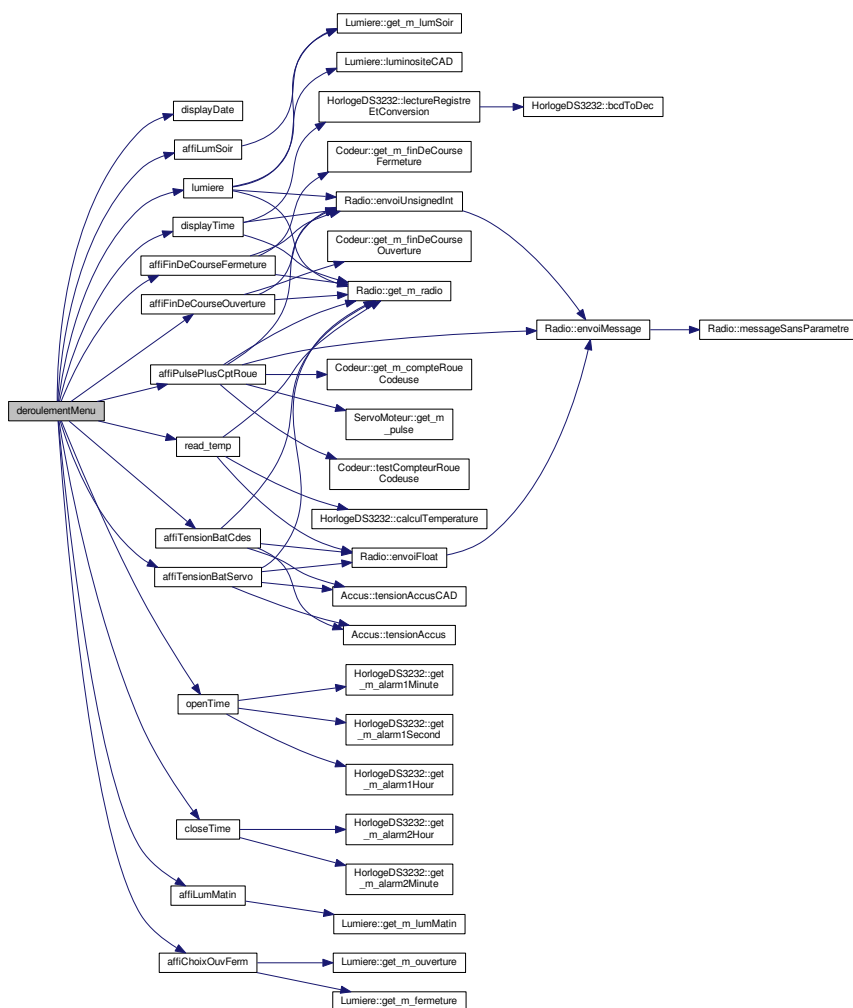 Lumiere::get_m_lumSoir
Lumiere::luminositeCAD
HorlogeDS3232::lectureRegistre
EtConversion
HorlogeDS3232::bcdToDec
displayDate
affiLumSoir
Codeur::get_m_finDeCourse
Fermeture
lumiere
Radio::envoiUnsignedInt
displayTime
Codeur::get_m_finDeCourse
Ouverture
affiFinDeCourseFermeture
Radio::get_m_radio
affiFinDeCourseOuverture
Radio::envoiMessage
Radio::messageSansParametre
affiPulsePlusCptRoue
Codeur::get_m_compteRoue
Codeuse
deroulementMenu
ServoMoteur::get_m
_pulse
read_temp
Codeur::testCompteurRoue
Codeuse
HorlogeDS3232::calculTemperature
affiTensionBatCdes
Radio::envoiFloat
affiTensionBatServo
Accus::tensionAccusCAD
Accus::tensionAccus
HorlogeDS3232::get
_m_alarm1Minute
openTime
HorlogeDS3232::get
_m_alarm1Second
HorlogeDS3232::get
_m_alarm1Hour
closeTime
HorlogeDS3232::get
_m_alarm2Hour
HorlogeDS3232::get
_m_alarm2Minute
affiLumMatin
Lumiere::get_m_lumMatin
affiChoixOuvFerm
Lumiere::get_m_ouverture
Lumiere::get_m_fermeture